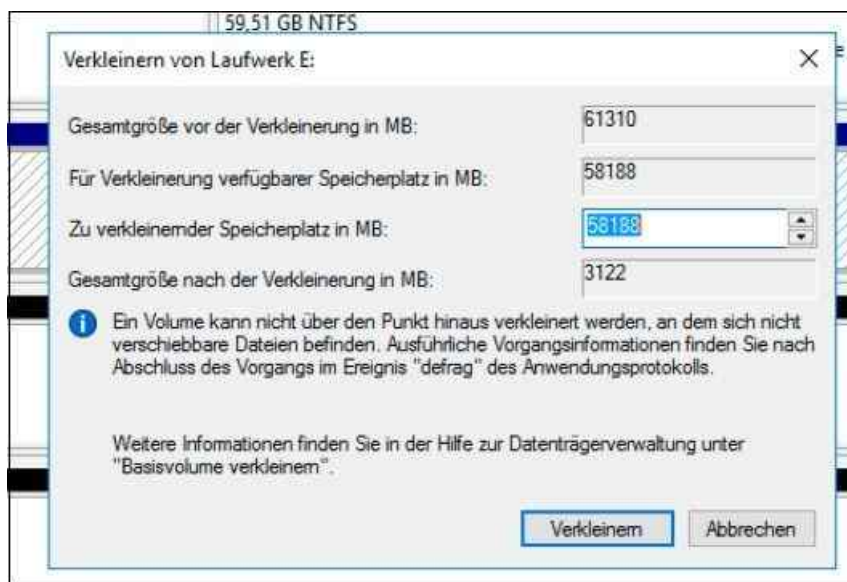 59,51 GB NTFS
e
Verkleinern von Laufwerk E:
Gesamtgröße vor der Verkleinerung in MB: 61310
Für Verkleinerung verfügbarer Speicherplatz in MB: 58188
Zu verkleinernder Speicherplatz in MB: 58188
Gesamtgröße nach der Verkleinerung in MB: 3122
Ein Volume kann nicht über den Punkt hinaus verkleinert werden, an dem sich nicht
verschiebbare Dateien befinden. Ausführliche Vorgangsinformationen finden Sie nach
Abschluss des Vorgangs im Ereignis "defrag" des Anwendungsprotokolls.
Weitere Informationen finden Sie in der Hilfe zur Datenträgerverwaltung unter
"Basisvolume verkleinern".
Verkleinern Abbrechen